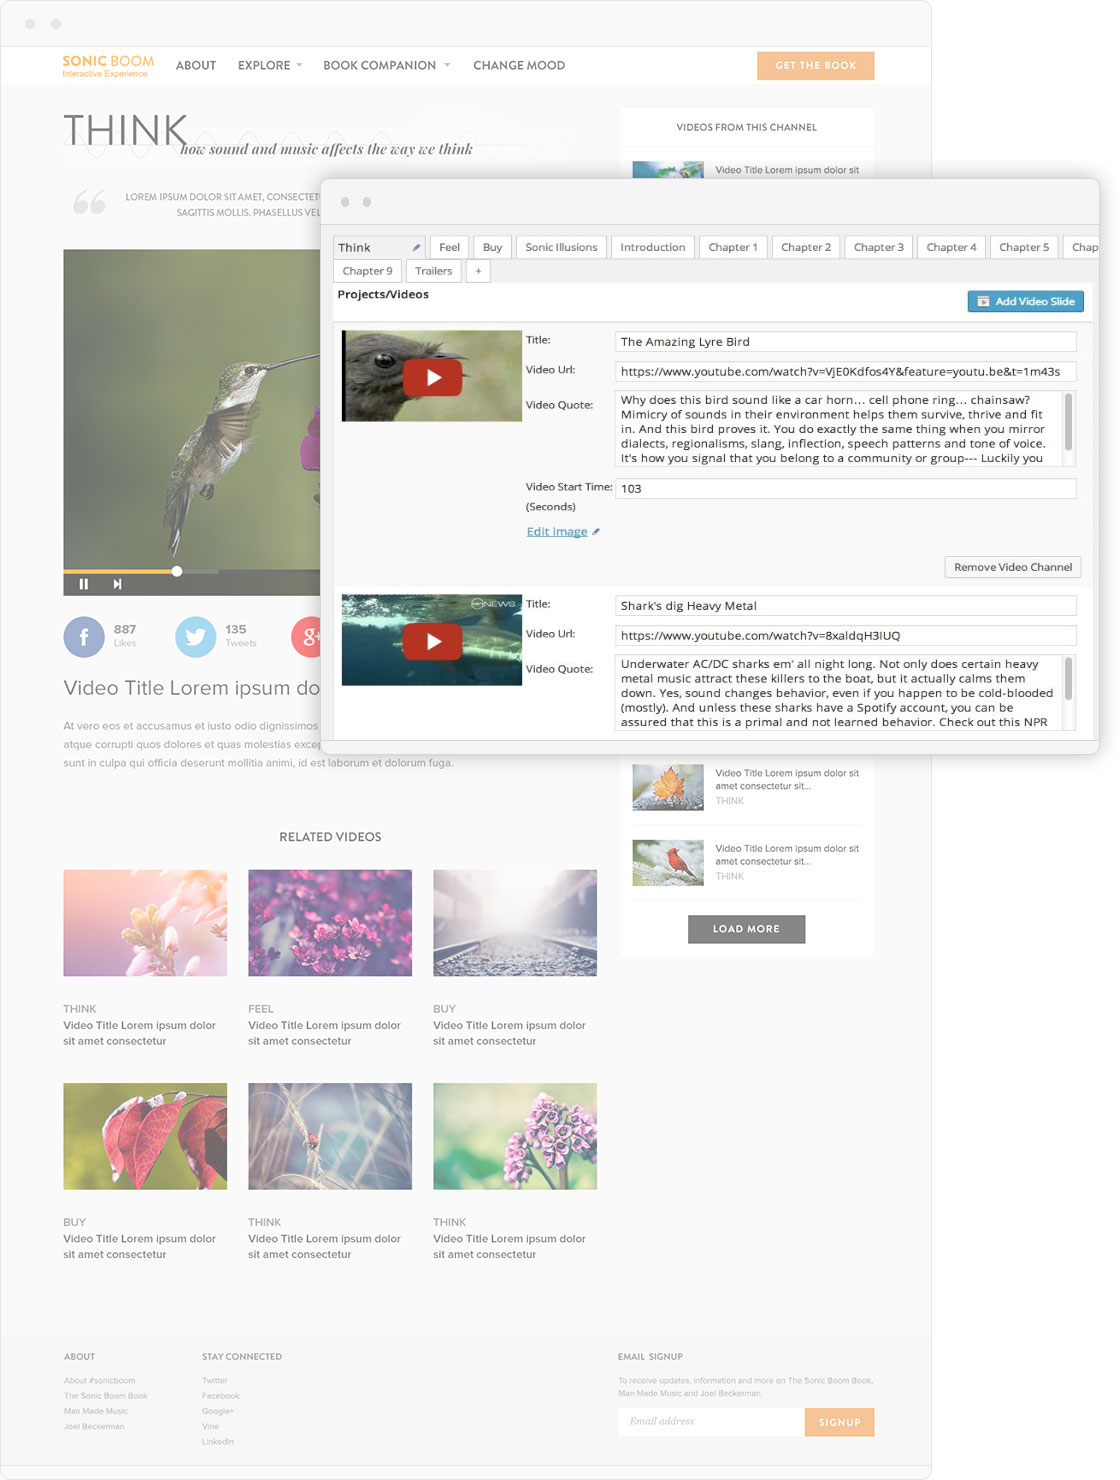 SONIC BOOM
Interactive Experience
ABOUT
EXPLORE
BOOK COMPANION
CHANGE MOOD
GET THE BOOK
THINK
how sound and music affects the way we think
LOREM IPSUM DOLOR SIT AMET, CONSECTET
SAGITTIS MOLLIS. PHASELLUS VEL
VIDEOS FROM THIS CHANNEL
Video Title Lorem ipsum dolor sit
Think
Feel
Buy
Sonic Illusions
Introduction
Chapter 1
Chapter 2
Chapter 3
Chapter 4
Chapter 5
Chap
Chapter 9
Trailers
+
Projects/Videos
Add Video Slide
Title:
The Amazing Lyre Bird
Video Url:
https://www.youtube.com/watch?v=VjE0Kdfos4Y&feature=youtu.be&t=1m43s
Video Quote:
Why does this bird sound like a car horn... cell phone ring... chainsaw?
Mimicry of sounds in their environment helps them survive, thrive and fit
in. And this bird proves it. You do exactly the same thing when you mirror
dialects, regionalisms, slang, inflection, speech patterns and tone of voice.
It's how you signal that you belong to a community or group--- Luckily you
Video Start Time:
(Seconds)
103
Edit image
Remove Video Channel
NEWS
Title:
Shark's dig Heavy Metal
Video Url:
https://www.youtube.com/watch?v=8xaldqH3IUQ
Video Quote:
Underwater AC/DC sharks em' all night long. Not only does certain heavy
metal music attract these killers to the boat, but it actually calms them
down. Yes, sound changes behavior, even if you happen to be cold-blooded
(mostly). And unless these sharks have a Spotify account, you can be
assured that this is a primal and not learned behavior. Check out this NPR
887
Likes
135
Tweets
g+
Video Title Lorem ipsum do
At vero eos et accusamus et iusto odio dignissimos
atque corrupti quos dolores et quas molestias excep
sunt in culpa qui officia deserunt mollitia animi, id est laborum et dolorum fuga.
Video Title Lorem ipsum dolor sit
amet consectetur sit...
THINK
Video Title Lorem ipsum dolor sit
amet consectetur sit...
THINK
LOAD MORE
RELATED VIDEOS
THINK
Video Title Lorem ipsum dolor
sit amet consectetur
FEEL
Video Title Lorem ipsum dolor
sit amet consectetur
BUY
Video Title Lorem ipsum dolor
sit amet consectetur
BUY
Video Title Lorem ipsum dolor
sit amet consectetur
THINK
Video Title Lorem ipsum dolor
sit amet consectetur
THINK
Video Title Lorem ipsum dolor
sit amet consectetur
ABOUT
About #sonicboom
The Sonic Boom Book
Man Made Music
Joel Beckerman
STAY CONNECTED
Twitter
Facebook
Google+
Vine
LinkedIn
EMAIL SIGNUP
To receive updates, information and more on The Sonic Boom Book,
Man Made Music and Joel Beckerman.
Email address
SIGNUP